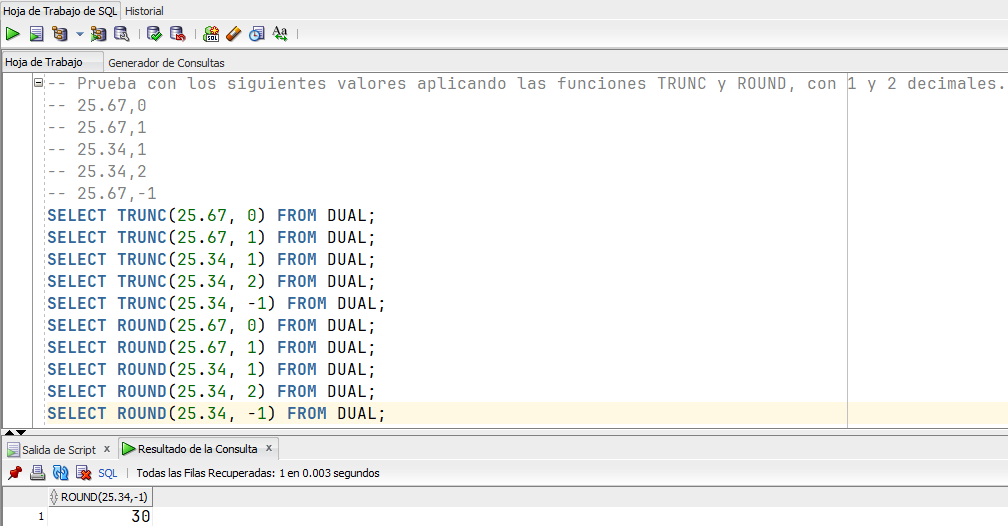 Hoja de Trabajo de SQL Historial
SQL Aa
Hoja de Trabajo Generador de Consultas
-- Prueba con los siguientes valores aplicando las funciones TRUNC y ROUND, con 1 y 2 decimales.
-- 25.67,0
-- 25.67,1
-- 25.34,1
-- 25.34,2
-- 25.67,-1
SELECT TRUNC(25.67, 0) FROM DUAL;
SELECT TRUNC(25.67, 1) FROM DUAL;
SELECT TRUNC(25.34, 1) FROM DUAL;
SELECT TRUNC(25.34, 2) FROM DUAL;
SELECT TRUNC(25.34, -1) FROM DUAL;
SELECT ROUND(25.67, 0) FROM DUAL;
SELECT ROUND(25.67, 1) FROM DUAL;
SELECT ROUND(25.34, 1) FROM DUAL;
SELECT ROUND(25.34, 2) FROM DUAL;
SELECT ROUND(25.34, -1) FROM DUAL;
Salida de Script x Resultado de la Consulta x
SQL | Todas las Filas Recuperadas: 1 en 0.003 segundos
ROUND(25.34,-1)
1 30